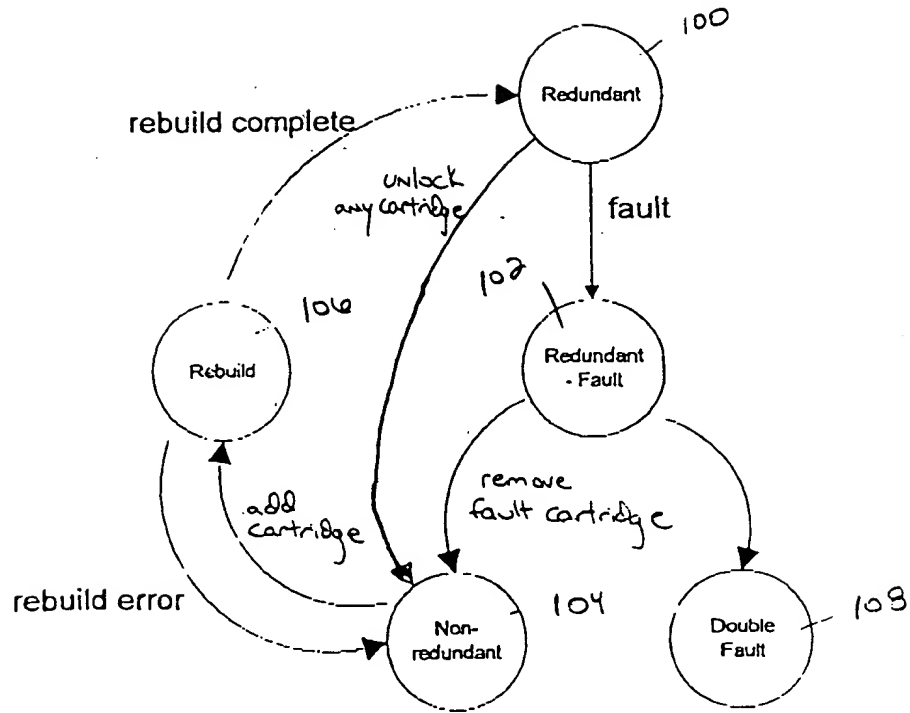 100
Redundant
rebuild complete
unlock
any cartridge
fault
102
106
Redundant
- Fault
Rebuild
remove
fault cartridge
add
cartridge
rebuild error
104
108
Non-
redundant
Double
Fault